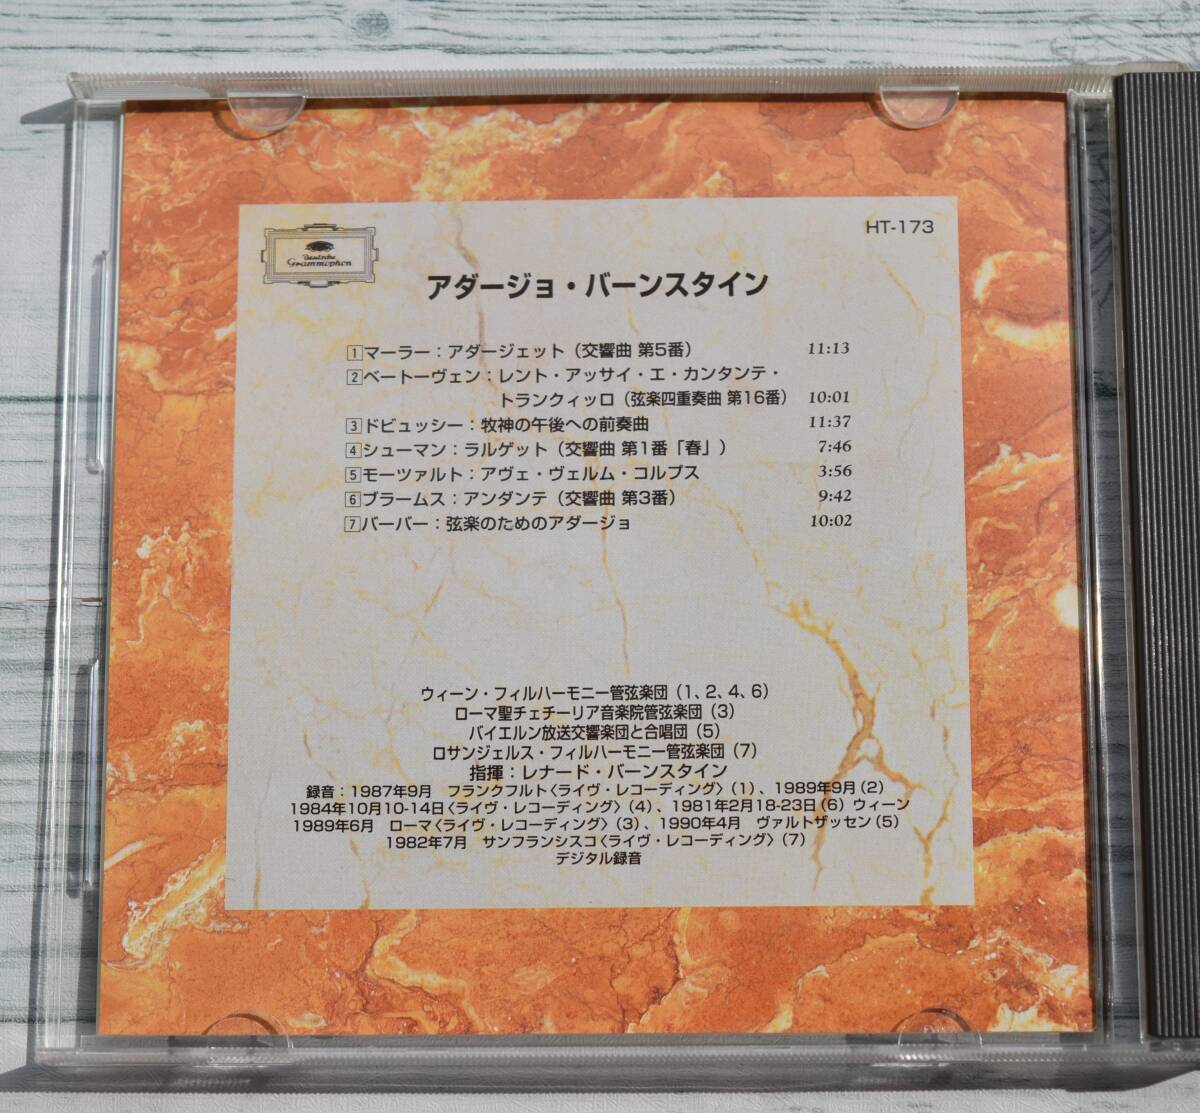 HT-173
Deutsche
Grammophon
アダージョ・バーンスタイン
1マーラー：アダージェット（交響曲 第5番） 11:13
2ベートーヴェン：レント・アッサイ・エ・カンタンテ・
トランクィッロ（弦楽四重奏曲 第16番） 10:01
3ドビュッシー：牧神の午後への前奏曲 11:37
4シューマン：ラルゲット（交響曲 第1番「春」） 7:46
5モーツァルト：アヴェ・ヴェルム・コルプス 3:56
6ブラームス：アンダンテ（交響曲 第3番） 9:42
7バーバー：弦楽のためのアダージョ 10:02
ウィーン・フィルハーモニー管弦楽団（1、2、4、6）
ローマ聖チェチーリア音楽院管弦楽団（3）
バイエルン放送交響楽団と合唱団（5）
ロサンジェルス・フィルハーモニー管弦楽団（7）
指揮：レナード・バーンスタイン
録音：1987年9月 フランクフルト〈ライヴ・レコーディング〉（1）、1989年9月（2）
1984年10月10-14日〈ライヴ・レコーディング〉（4）、1981年2月18-23日（6）ウィーン
1989年6月 ローマ〈ライヴ・レコーディング〉（3）、1990年4月 ヴァルトザッセン（5）
1982年7月 サンフランシスコ〈ライヴ・レコーディング〉（7）
デジタル録音